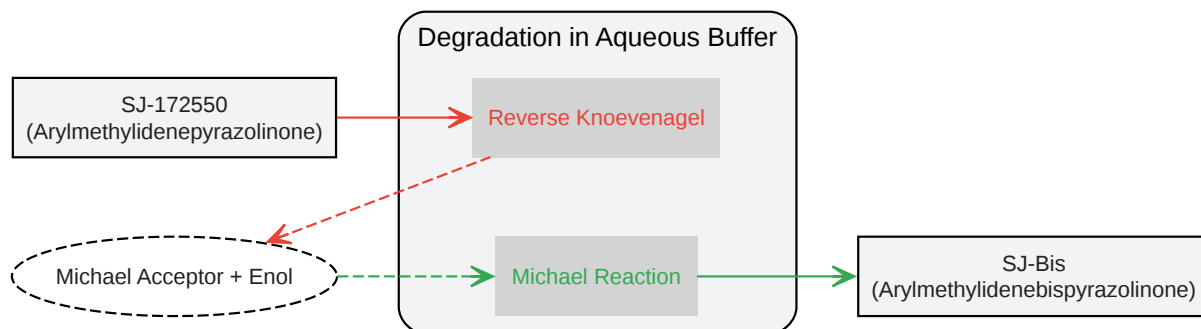 Degradation in Aqueous Buffer
SJ-172550
(Arylmethylidenepyrazolinone)
Reverse Knoevenagel
Michael Acceptor + Enol
Michael Reaction
SJ-Bis
(Arylmethylidenebispyrazolinone)